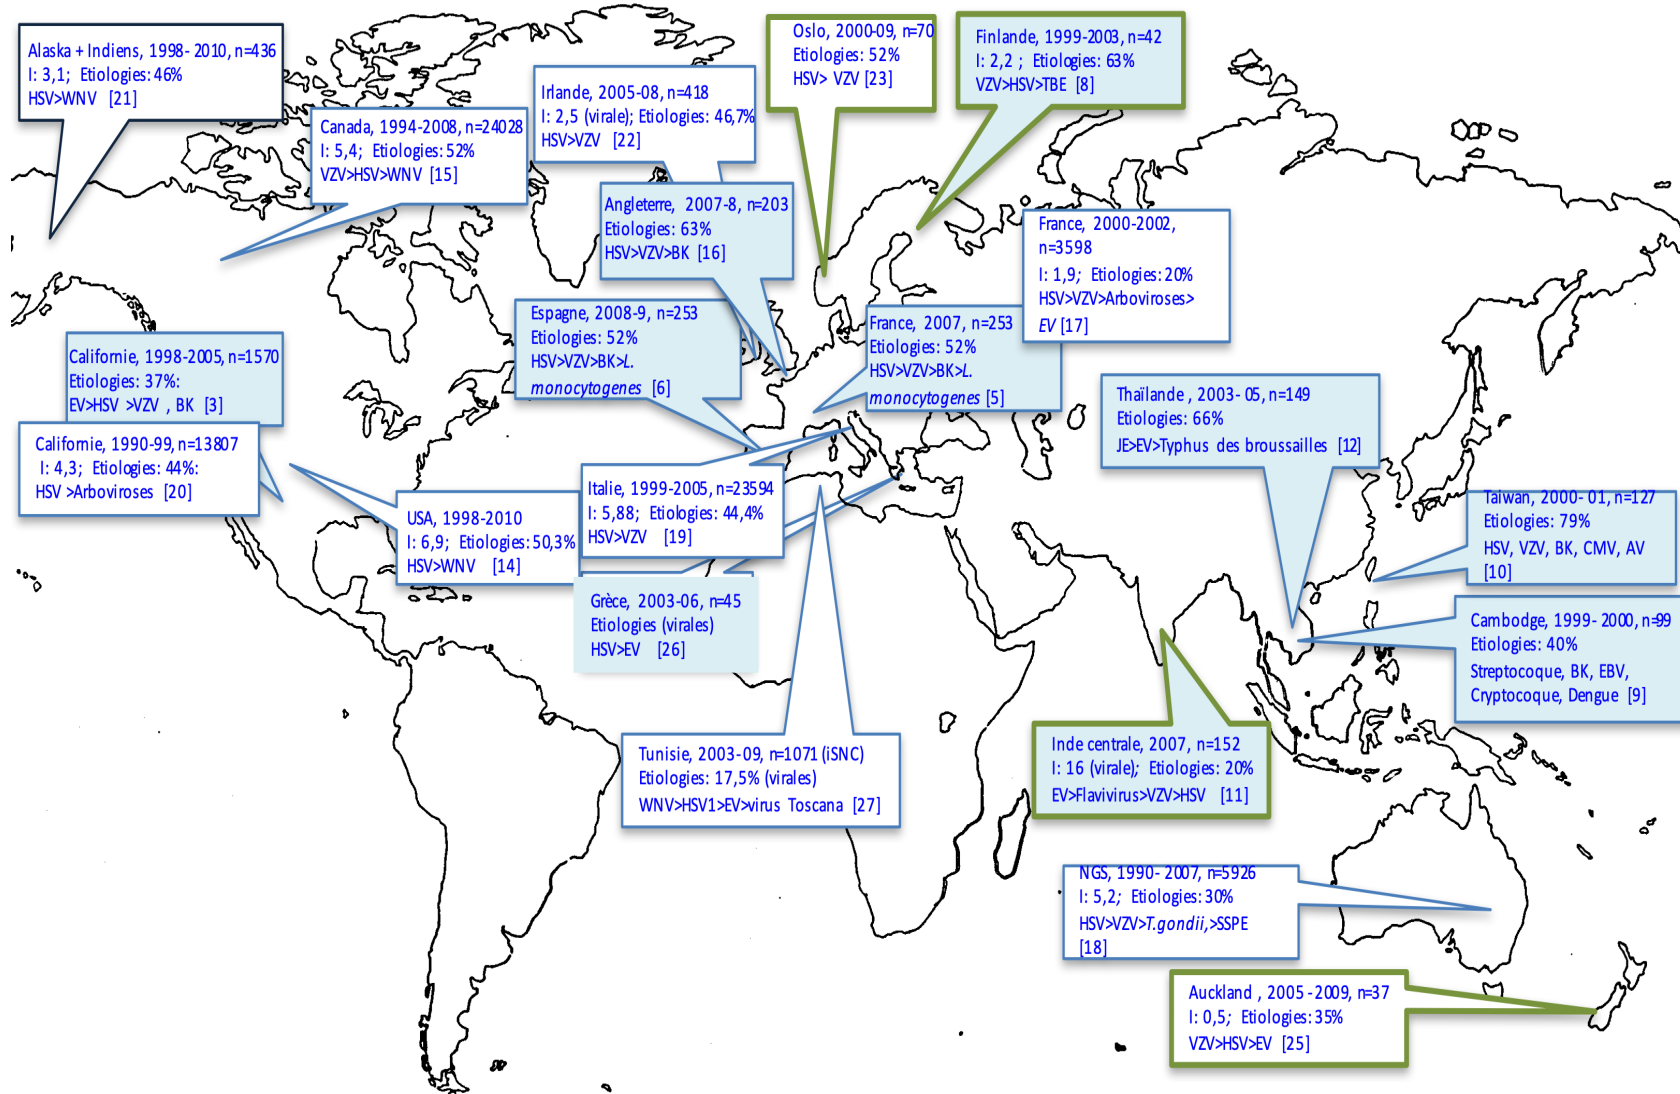 Alaska + Indiens, 1998- 2010, n=436
I: 3,1; Etiologies: 46%
HSV>WNV [21]
Canada, 1994-2008, n=24028
I: 5,4; Etiologies: 52%
VZV>HSV>WNV [15]
Irlande, 2005-08, n=418
I: 2,5 (virale); Etiologies: 46,7%
HSV>VZV [22]
Oslo, 2000-09, n=70
Etiologies: 52%
HSV> VZV [23]
Finlande, 1999-2003, n=42
I: 2,2 ; Etiologies: 63%
VZV>HSV>TBE [8]
Angleterre, 2007-8, n=203
Etiologies: 63%
HSV>VZV>BK [16]
France, 2000-2002,
n=3598
I: 1,9; Etiologies: 20%
HSV>VZV>Arboviroses>
EV [17]
Espagne, 2008-9, n=253
Etiologies: 52%
HSV>VZV>BK>L.
monocytogenes [6]
France, 2007, n=253
Etiologies: 52%
HSV>VZV>BK>L.
monocytogenes [5]
Californie, 1998-2005, n=1570
Etiologies: 37%:
EV>HSV >VZV , BK [3]
Californie, 1990-99, n=13807
I: 4,3; Etiologies: 44%:
HSV >Arboviroses [20]
USA, 1998-2010
I: 6,9; Etiologies: 50,3%
HSV>WNV [14]
Italie, 1999-2005, n=23594
I: 5,88; Etiologies: 44,4%
HSV>VZV [19]
Grèce, 2003-06, n=45
Etiologies (virales)
HSV>EV [26]
Thaïlande , 2003- 05, n=149
Etiologies: 66%
JE>EV>Typhus des broussailles [12]
Taiwan, 2000- 01, n=127
Etiologies: 79%
HSV, VZV, BK, CMV, AV
[10]
Cambodge, 1999- 2000, n=99
Etiologies: 40%
Streptocoque, BK, EBV,
Cryptocoque, Dengue [9]
Tunisie, 2003-09, n=1071 (iSNC)
Etiologies: 17,5% (virales)
WNV>HSV1>EV>virus Toscana [27]
Inde centrale, 2007, n=152
I: 16 (virale); Etiologies: 20%
EV>Flavivirus>VZV>HSV [11]
NGS, 1990- 2007, n=5926
I: 5,2; Etiologies: 30%
HSV>VZV>T.gondii,>SSPE
[18]
Auckland , 2005 -2009, n=37
I: 0,5; Etiologies: 35%
VZV>HSV>EV [25]